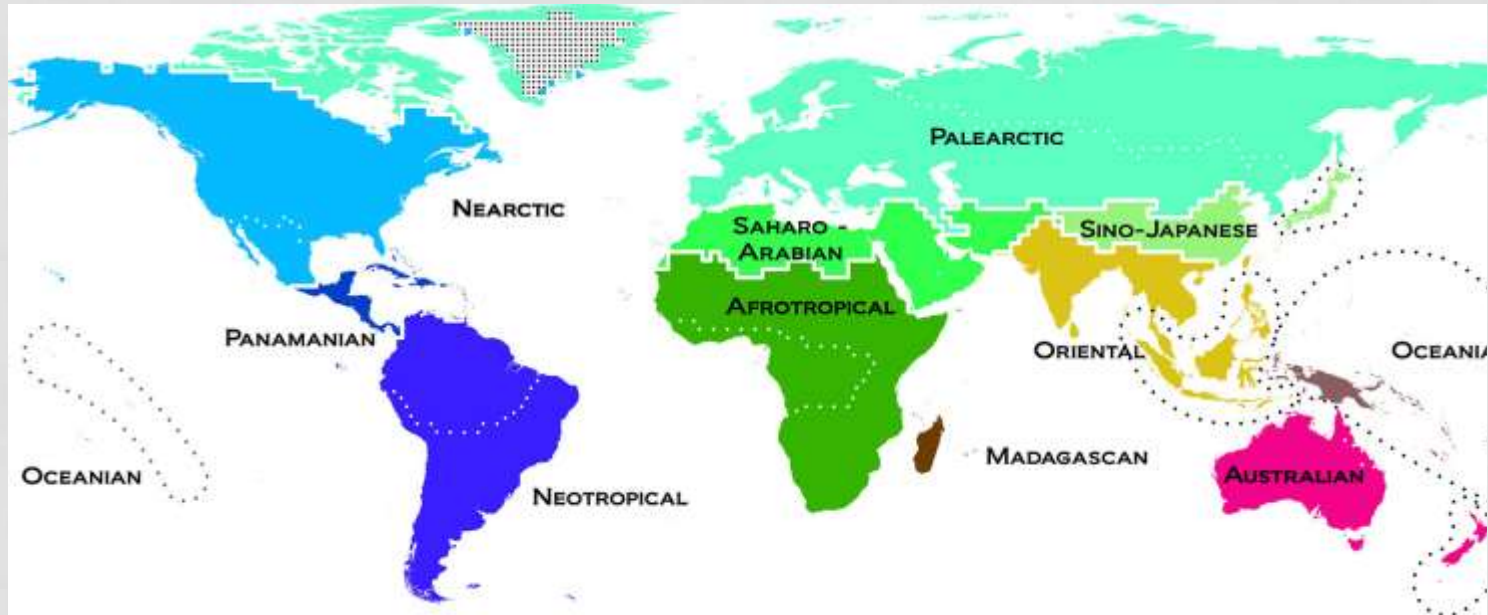 PALEARCTIC
NEARCTIC
SAHARO -
ARABIAN
SINO-JAPANESE
AFROTROPICAL
PANAMANIAN
ORIENTAL
OCEANIA
OCEANIAN
MADAGASCAN
AUSTRALIAN
NEOTROPICAL